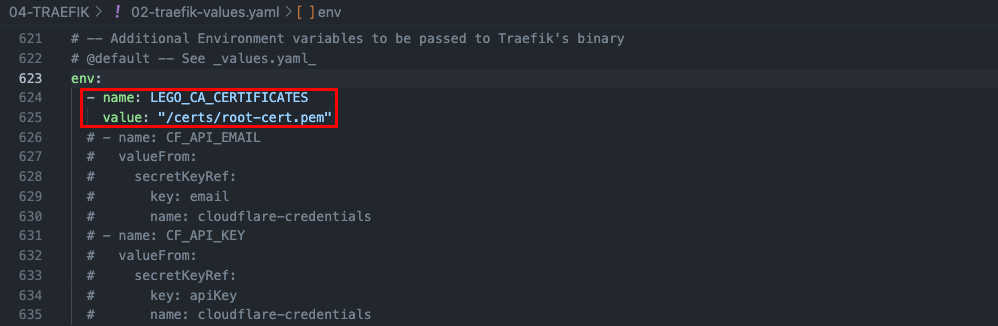 04-TRAEFIK > ! 02-traefik-values.yaml > [ ] env
621 # -- Additional Environment variables to be passed to Traefik's binary
622 # @default -- See _values.yaml_
623 env:
624   - name: LEGO_CA_CERTIFICATES
625     value: "/certs/root-cert.pem"
626   # - name: CF_API_EMAIL
627   #   valueFrom:
628   #     secretKeyRef:
629   #       key: email
630   #       name: cloudflare-credentials
631   # - name: CF_API_KEY
632   #   valueFrom:
633   #     secretKeyRef:
634   #       key: apiKey
635   #       name: cloudflare-credentials